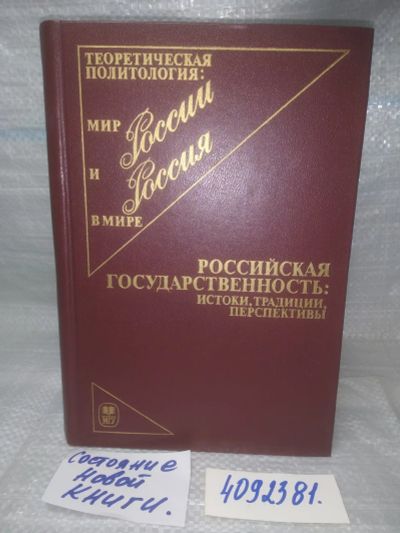 ТЕОРЕТИЧЕСКАЯ
ПОЛИТОЛОГИЯ:
МИР России
И Россия
В МИРЕ
РОССИЙСКАЯ
ГОСУДАРСТВЕННОСТЬ:
ИСТОКИ, ТРАДИЦИИ,
ПЕРСПЕКТИВЫ
состояние
новой
книги.
4092381.